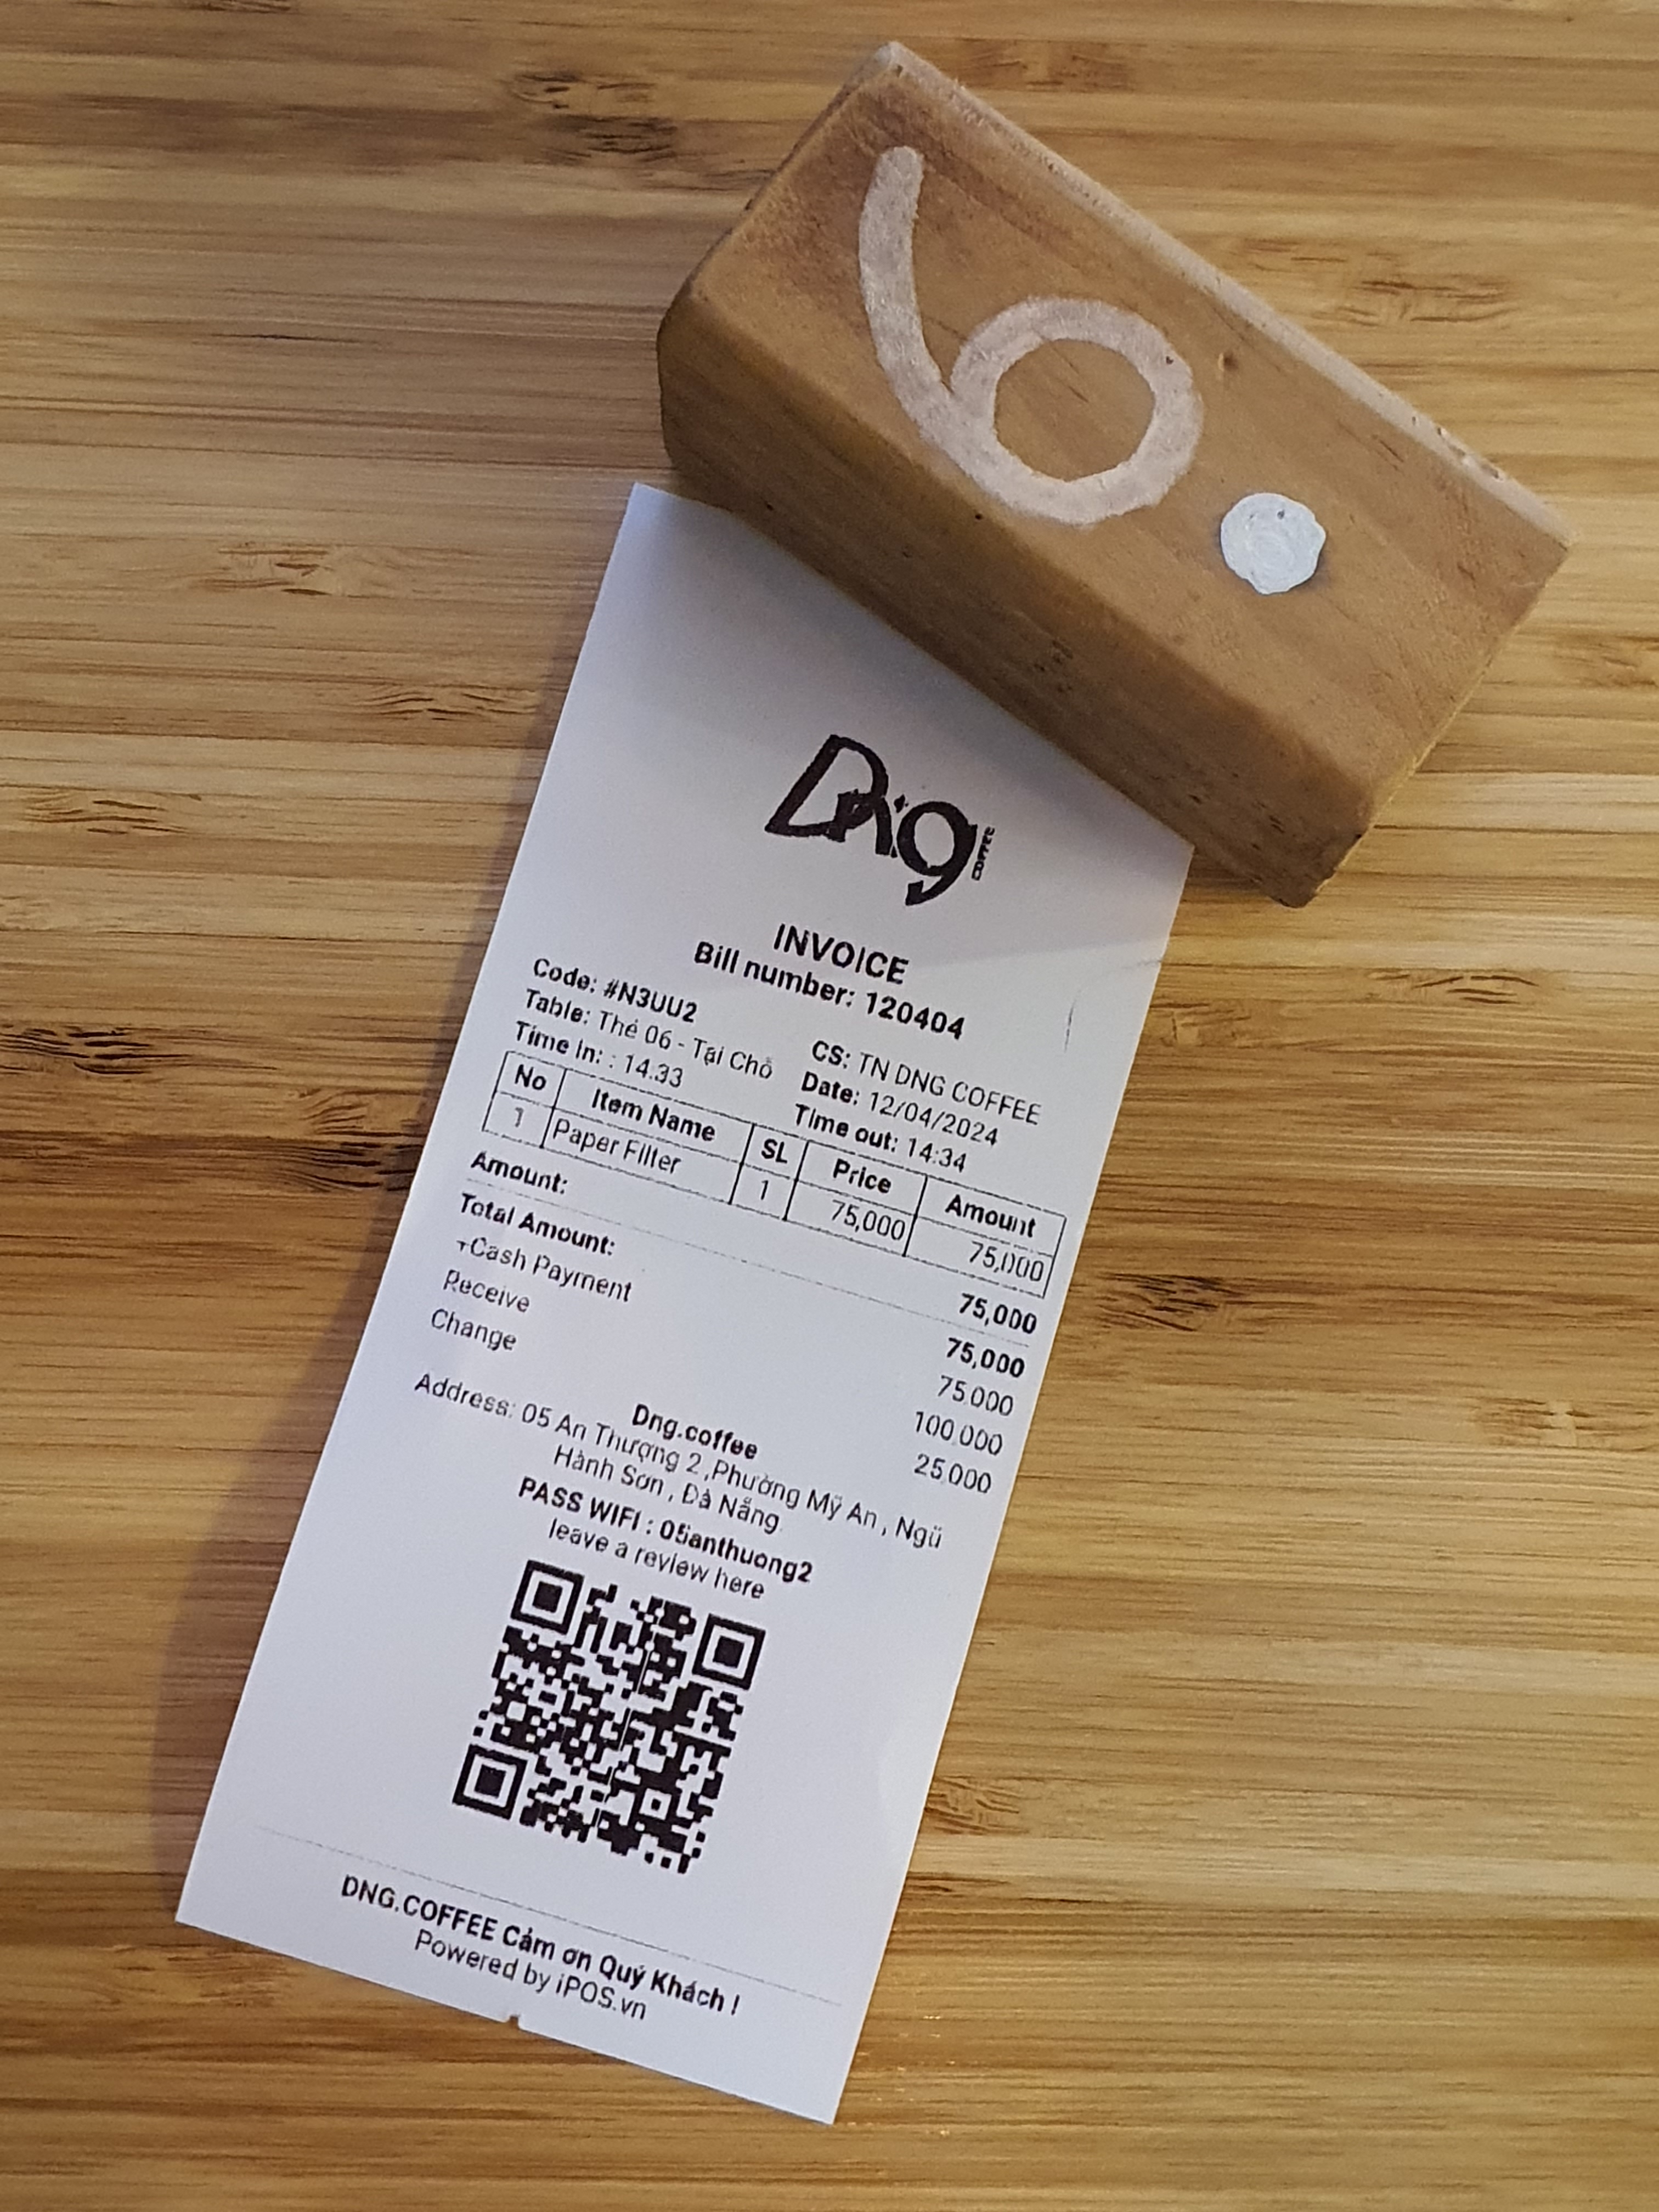 6.
Dng COFFEE
INVOICE
Bill number: 120404
Code: #N3UU2
CS: TN DNG COFFEE
Table: Thẻ 06 - Tại Chỗ
Date: 12/04/2024
Time in: : 14:33
Time out: 14:34
No Item Name SL Price Amount
1 Paper Filter 1 75,000 75,000
Amount: 75,000
Total Amount: 75,000
+Cash Payment 75,000
Receive 100,000
Change 25,000
Dng.coffee
Address: 05 An Thượng 2 ,Phường Mỹ An , Ngũ
Hành Sơn , Đà Nẵng.
PASS WIFI : 05anthuong2
leave a review here
DNG.COFFEE Cảm ơn Quý Khách !
Powered by iPOS.vn